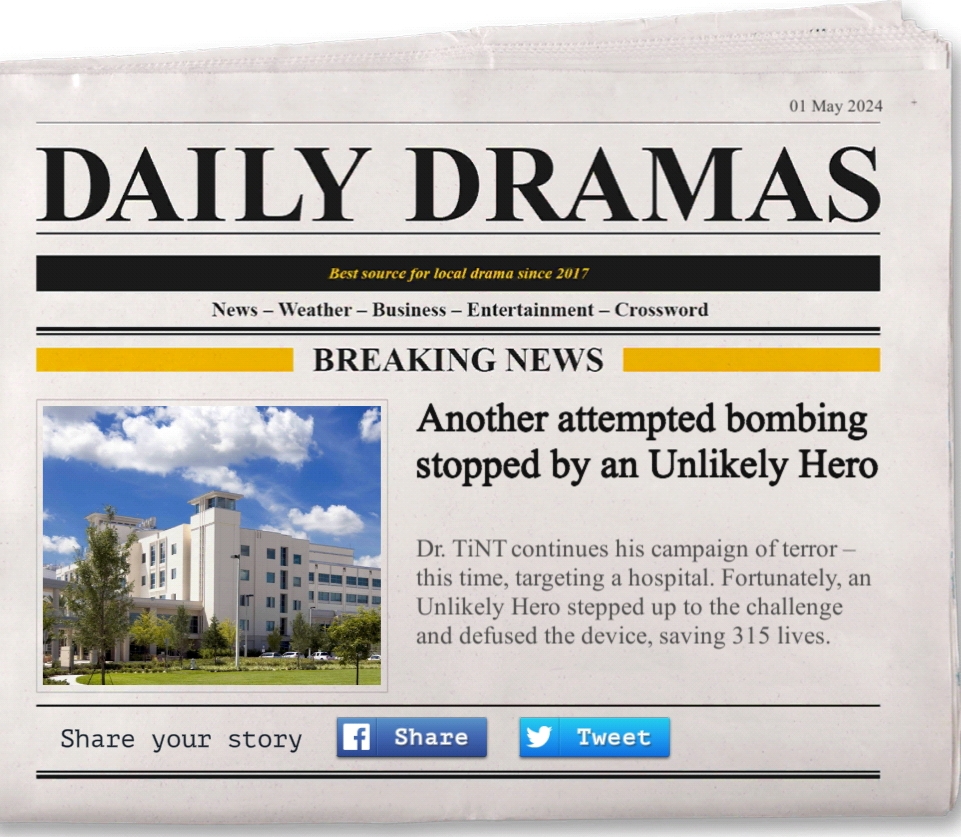 01 May 2024
DAILY DRAMAS
Best source for local drama since 2017
News – Weather – Business – Entertainment – Crossword
BREAKING NEWS
Another attempted bombing
stopped by an Unlikely Hero
Dr. TiNT continues his campaign of terror –
this time, targeting a hospital. Fortunately, an
Unlikely Hero stepped up to the challenge
and defused the device, saving 315 lives.
Share your story
Share
Tweet